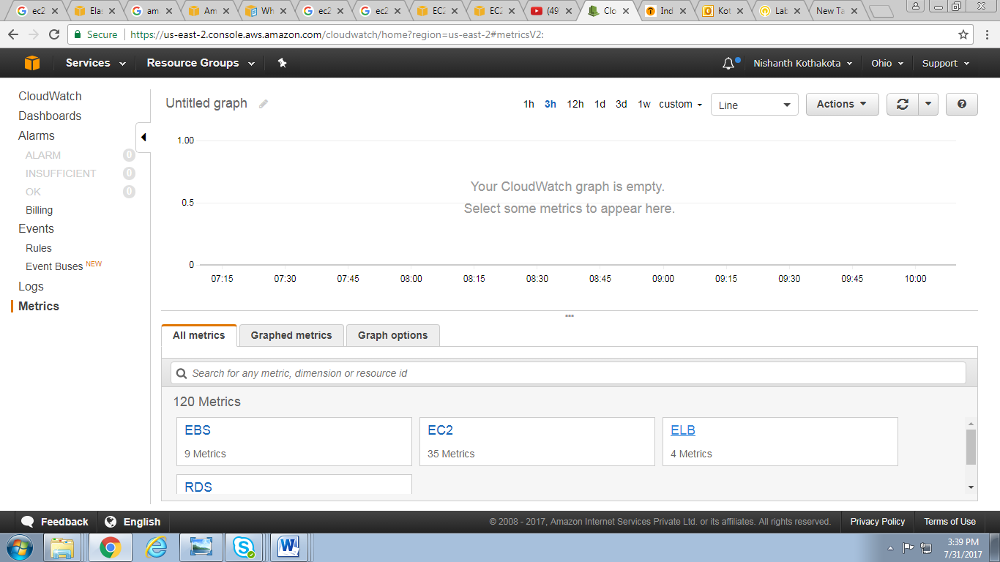 ec2
Elas
am
Am
Wh
ec2
ec2
EC2
EC2
(49
Clo
Ind
Kot
Lab
New Ta
Secure
https://us-east-2.console.aws.amazon.com/cloudwatch/home?region=us-east-2#metricsV2:
Services
Resource Groups
Nishanth Kothakota
Ohio
Support
CloudWatch
Dashboards
Alarms
ALARM 0
INSUFFICIENT 0
OK 0
Billing
Events
Rules
Event Buses NEW
Logs
Metrics
Untitled graph
1h 3h 12h 1d 3d 1w custom
Line
Actions
1.00
Your CloudWatch graph is empty.
0.5
Select some metrics to appear here.
0
07:15 07:30 07:45 08:00 08:15 08:30 08:45 09:00 09:15 09:30 09:45 10:00
All metrics
Graphed metrics
Graph options
Search for any metric, dimension or resource id
120 Metrics
EBS
9 Metrics
EC2
35 Metrics
ELB
4 Metrics
RDS
Feedback
English
© 2008 - 2017, Amazon Internet Services Private Ltd. or its affiliates. All rights reserved.
Privacy Policy
Terms of Use
3:39 PM
7/31/2017